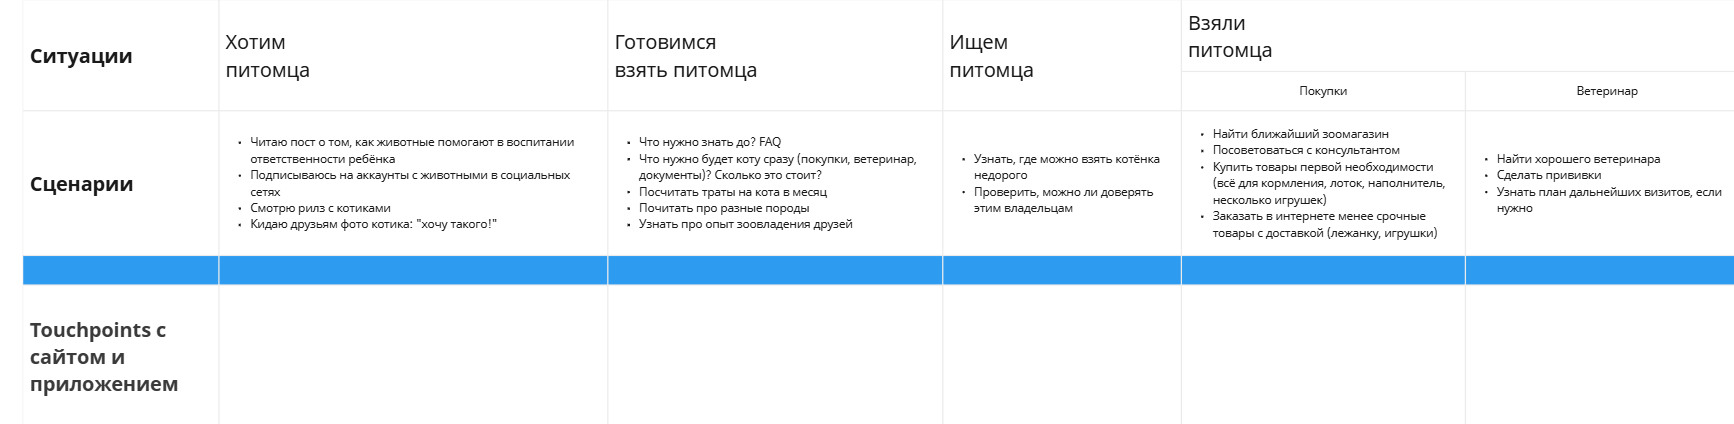 Ситуации
Хотим
питомца
Готовимся
взять питомца
Ищем
питомца
Взяли
питомца
Покупки
Ветеринар
Сценарии
• Читаю пост о том, как животные помогают в воспитании
ответственности ребёнка
• Подписываюсь на аккаунты с животными в социальных
сетях
• Смотрю рилз с котиками
• Кидаю друзьям фото котика: "хочу такого!"
• Что нужно знать до? FAQ
• Что нужно будет коту сразу (покупки, ветеринар,
документы)? Сколько это стоит?
• Посчитать траты на кота в месяц
• Почитать про разные породы
• Узнать про опыт зоовладения друзей
• Узнать, где можно взять котёнка
недорого
• Проверить, можно ли доверять
этим владельцам
• Найти ближайший зоомагазин
• Посоветоваться с консультантом
• Купить товары первой необходимости
(всё для кормления, лоток, наполнитель,
несколько игрушек)
• Заказать в интернете менее срочные
товары с доставкой (лежанку, игрушки)
• Найти хорошего ветеринара
• Сделать прививки
• Узнать план дальнейших визитов, если
нужно
Touchpoints с
сайтом и
приложением